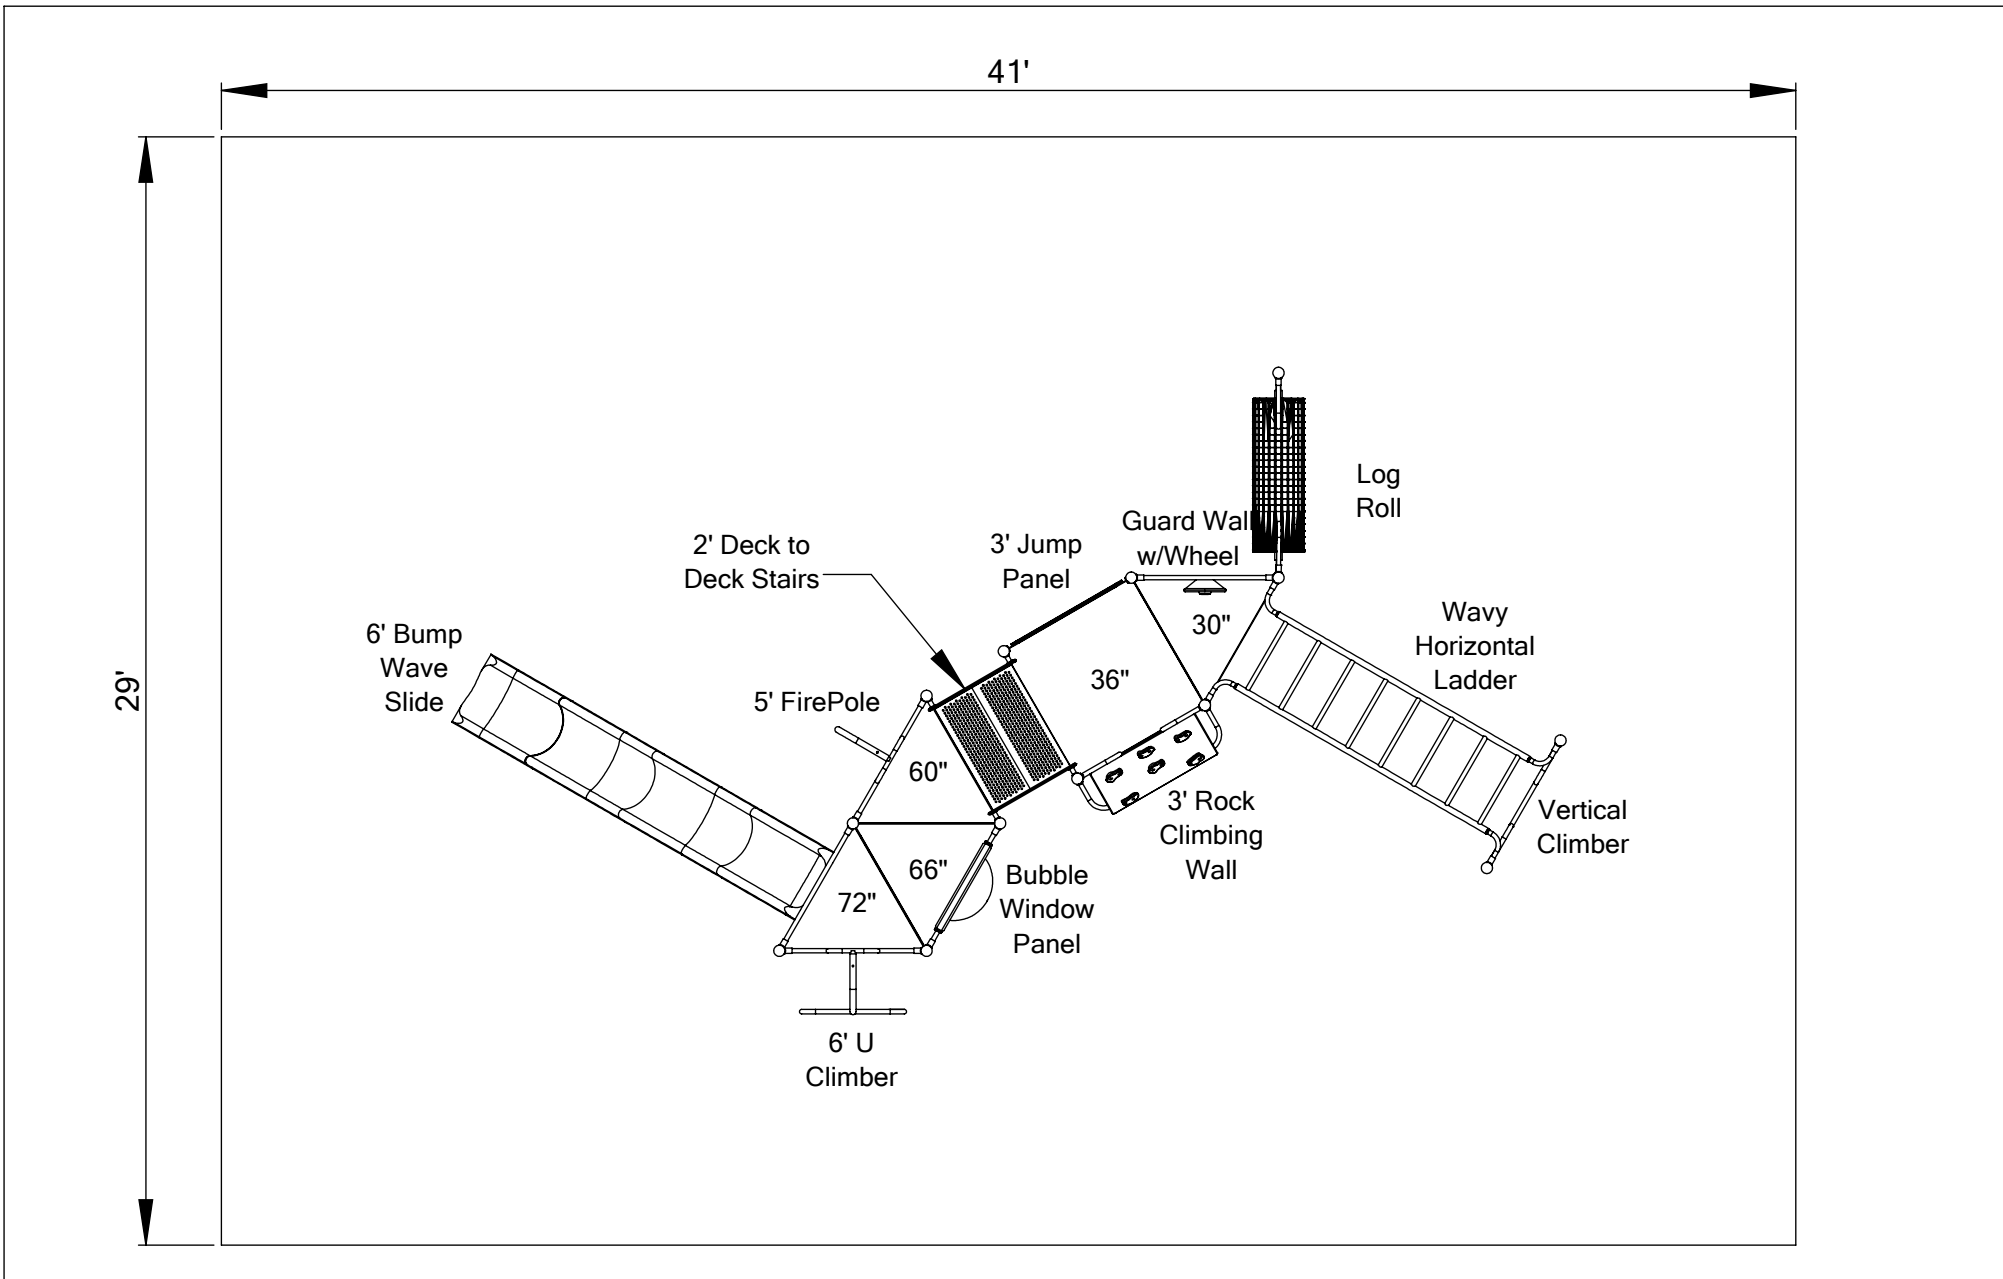 41'
29'
Log
Roll
Guard Wall
w/Wheel
3' Jump
Panel
2' Deck to
Deck Stairs
30"
Wavy
Horizontal
Ladder
6' Bump
Wave
Slide
36"
5' FirePole
60"
3' Rock
Climbing
Wall
Vertical
Climber
66"
Bubble
Window
Panel
72"
6' U
Climber